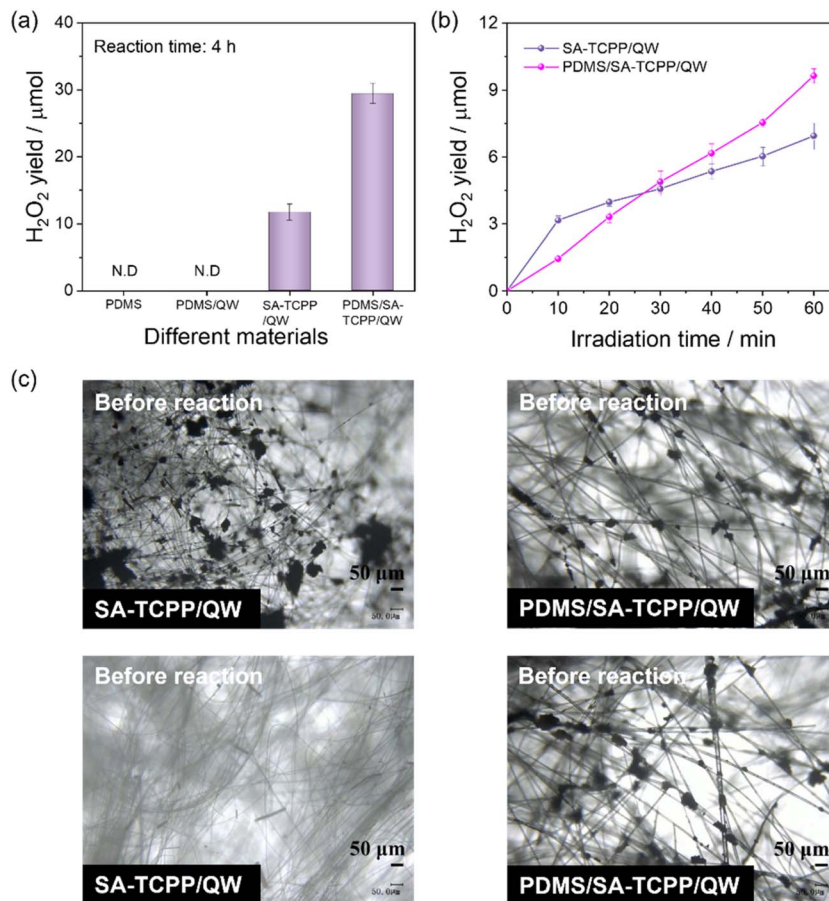 (a)
40
30
20
10
0
H₂O₂ yield / μmol
Reaction time: 4 h
N.D
N.D
PDMS
PDMS/QW
SA-TCPP
/QW
PDMS/SA-
TCPP/QW
Different materials
(b)
12
9
6
3
0
H₂O₂ yield / μmol
SA-TCPP/QW
PDMS/SA-TCPP/QW
0 10 20 30 40 50 60
Irradiation time / min
(c)
Before reaction
50 μm
50.0μm
SA-TCPP/QW
Before reaction
50 μm
PDMS/SA-TCPP/QW
Before reaction
50 μm
50.0μm
SA-TCPP/QW
Before reaction
50 μm
PDMS/SA-TCPP/QW